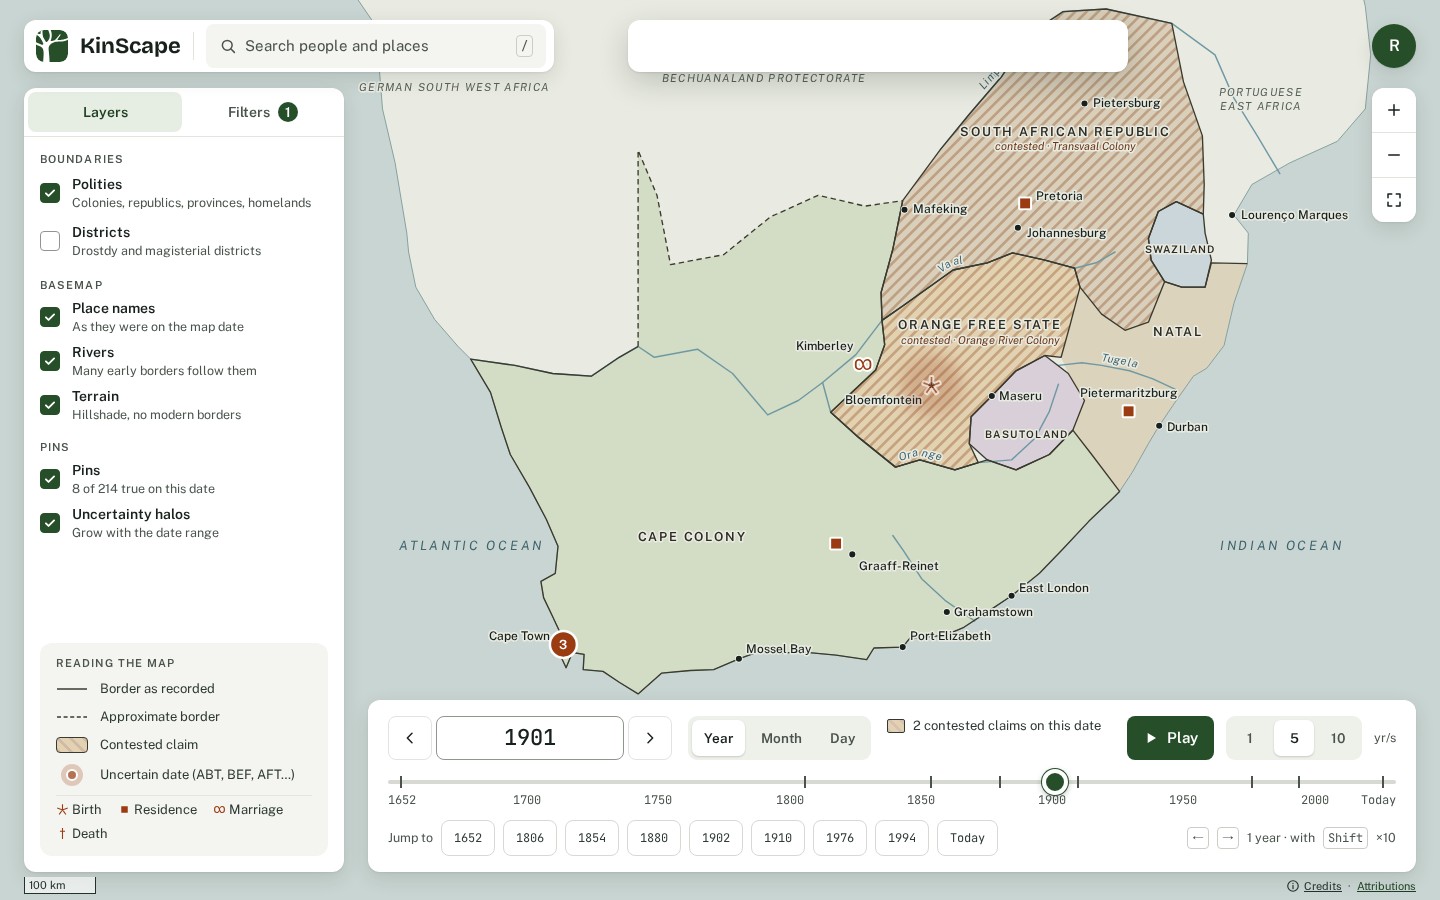 KinScape
Search people and places
/
R
Layers
Filters
1
BOUNDARIES
Polities
Colonies, republics, provinces, homelands
Districts
Drostdy and magisterial districts
BASEMAP
Place names
As they were on the map date
Rivers
Many early borders follow them
Terrain
Hillshade, no modern borders
PINS
Pins
8 of 214 true on this date
Uncertainty halos
Grow with the date range
READING THE MAP
Border as recorded
Approximate border
Contested claim
Uncertain date (ABT, BEF, AFT…)
Birth
Residence
Marriage
Death
100 km
GERMAN SOUTH WEST AFRICA
BECHUANALAND PROTECTORATE
PORTUGUESE
EAST AFRICA
Pietersburg
SOUTH AFRICAN REPUBLIC
contested · Transvaal Colony
Pretoria
Mafeking
Johannesburg
Lourenço Marques
SWAZILAND
Vaal
ORANGE FREE STATE
contested · Orange River Colony
NATAL
Kimberley
Tugela
Bloemfontein
Maseru
Pietermaritzburg
Durban
BASUTOLAND
Orange
CAPE COLONY
ATLANTIC OCEAN
INDIAN OCEAN
Graaff-Reinet
East London
Grahamstown
Port Elizabeth
Mossel Bay
Cape Town
3
1901
Year
Month
Day
2 contested claims on this date
Play
1
5
10
yr/s
1652
1700
1750
1800
1850
1900
1950
2000
Today
Jump to
1652
1806
1854
1880
1902
1910
1976
1994
Today
←
→
1 year · with
Shift
×10
Credits
·
Attributions